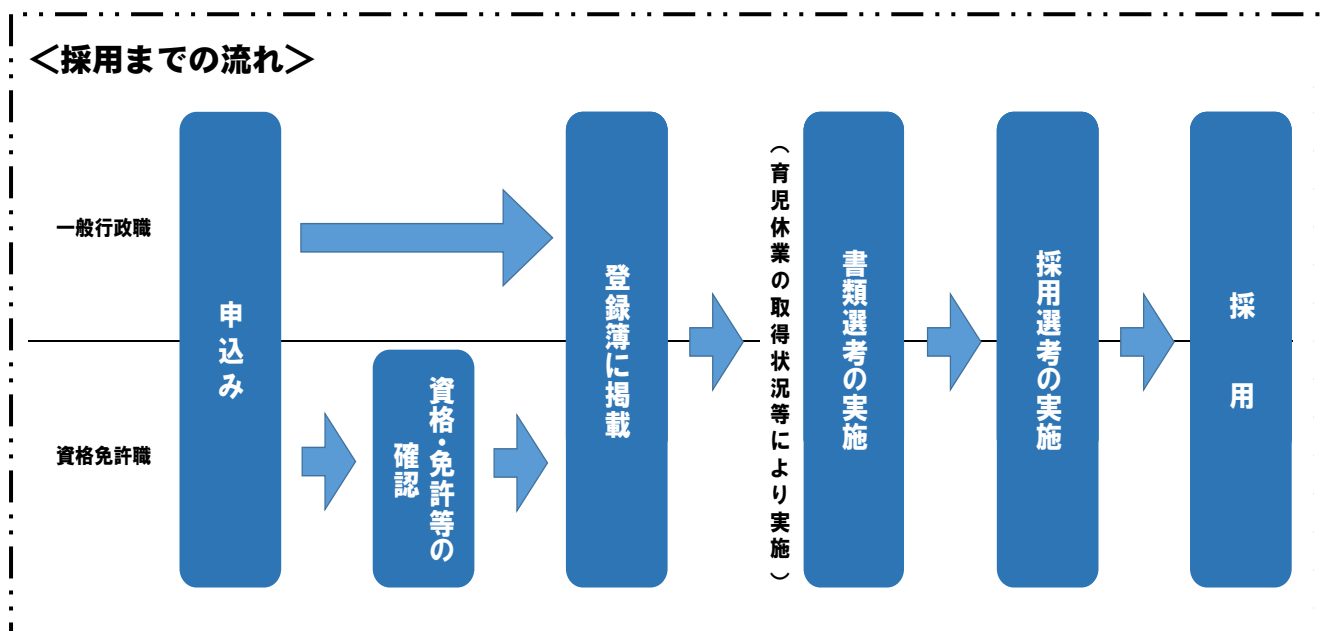 ＜採用までの流れ＞
一般行政職
資格免許職
申込み
資格・免許等の
確認
登録簿に掲載
（育児休業の取得状況等により実施）
書類選考の実施
採用選考の実施
採用